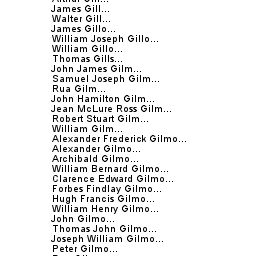 James Gill...
Walter Gill...
James Gillo...
William Joseph Gillo...
William Gillo...
Thomas Gills...
John James Gilm...
Samuel Joseph Gilm...
Rua Gilm...
John Hamilton Gilm...
Jean McLure Ross Gilm...
Robert Stuart Gilm...
William Gilm...
Alexander Frederick Gilmo...
Alexander Gilmo...
Archibald Gilmo...
William Bernard Gilmo...
Clarence Edward Gilmo...
Forbes Findlay Gilmo...
Hugh Francis Gilmo...
William Henry Gilmo...
John Gilmo...
Thomas John Gilmo...
Joseph William Gilmo...
Peter Gilmo...